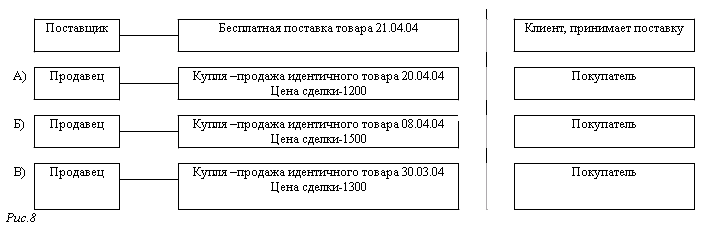 Поставщик Бесплатная поставка товара 21.04.04 Клиент, принимает поставку
А) Продавец Купля –продажа идентичного товара 20.04.04 Покупатель
Цена сделки-1200
Б) Продавец Купля –продажа идентичного товара 08.04.04 Покупатель
Цена сделки-1500
В) Продавец Купля –продажа идентичного товара 30.03.04 Покупатель
Цена сделки-1300
Рис.8